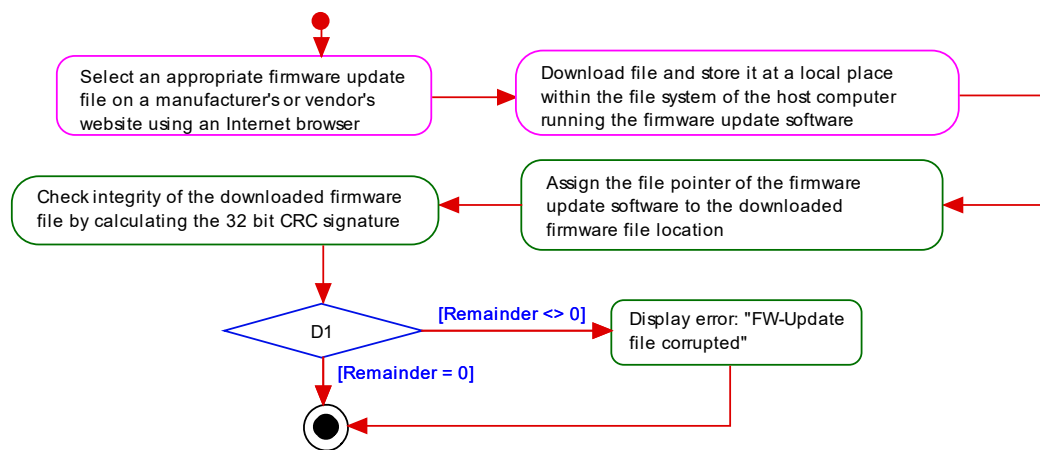 Select an appropriate firmware update
file on a manufacturer's or vendor's
website using an Internet browser
Download file and store it at a local place
within the file system of the host computer
running the firmware update software
Assign the file pointer of the firmware
update software to the downloaded
firmware file location
Check integrity of the downloaded firmware
file by calculating the 32 bit CRC signature
D1
[Remainder <> 0]
Display error: "FW-Update
file corrupted"
[Remainder = 0]